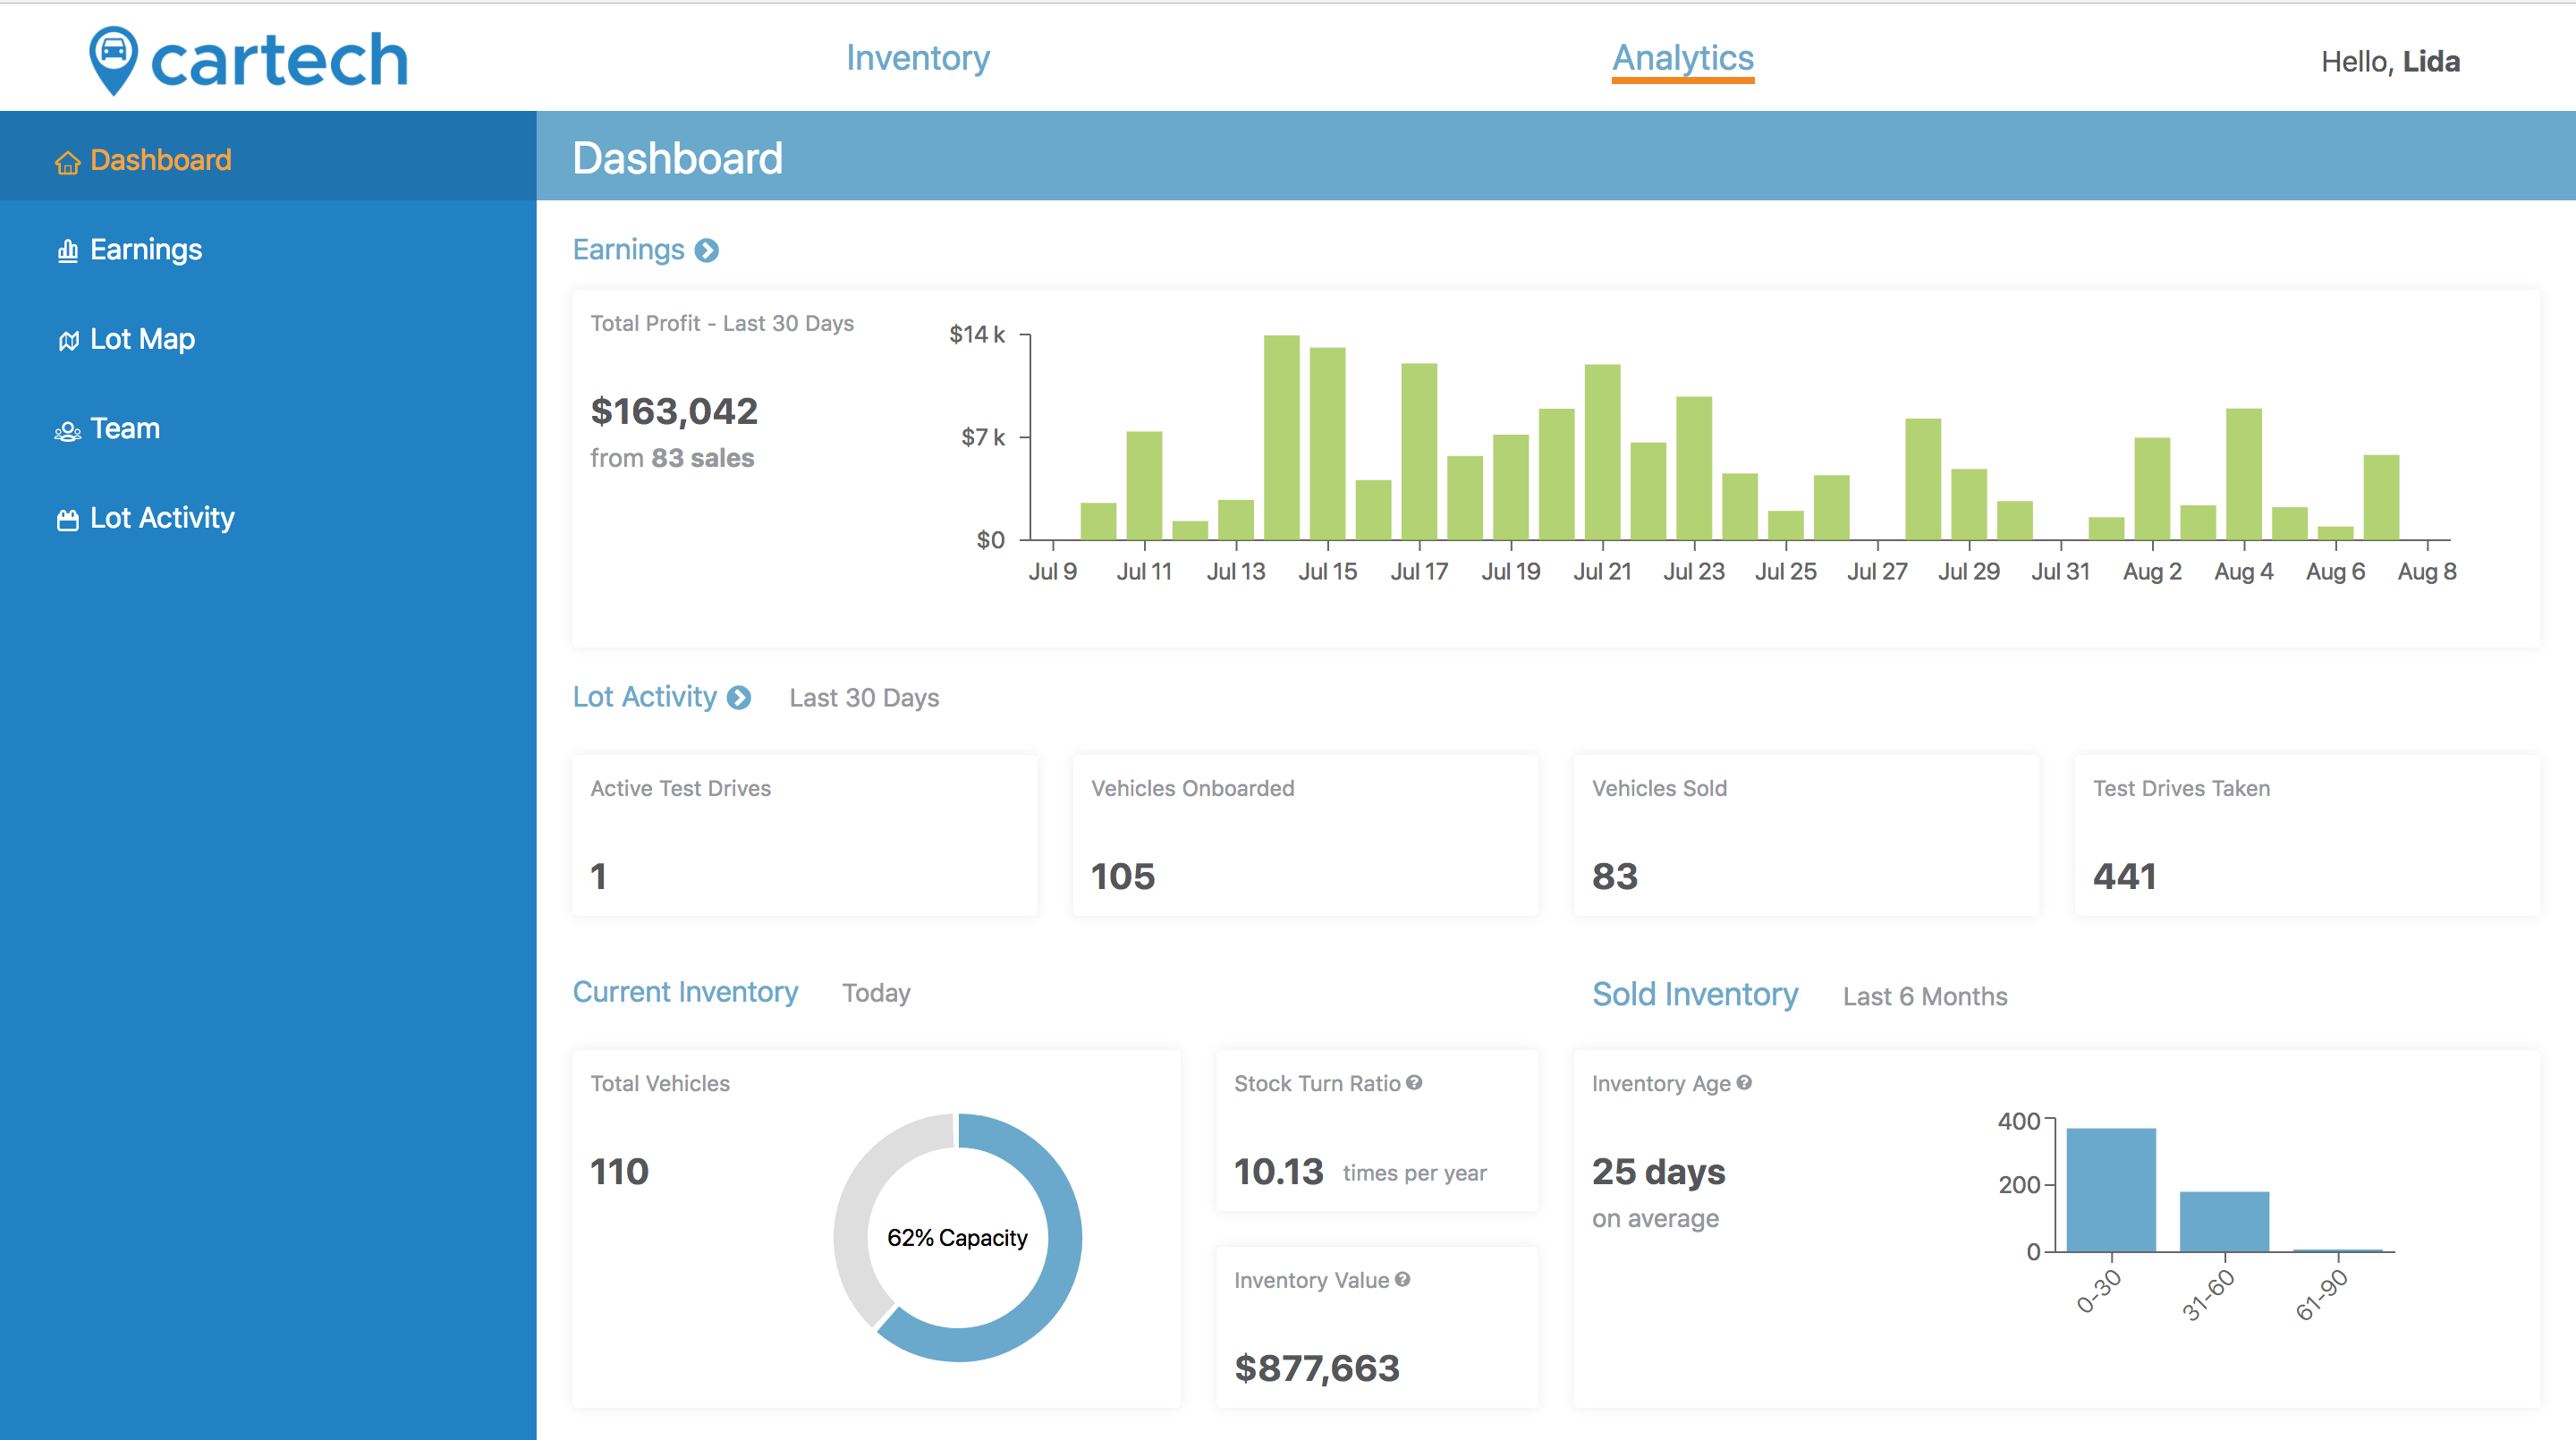 cartech
Inventory
Analytics
Hello, Lida
Dashboard
Earnings
Lot Map
Team
Lot Activity
Dashboard
Earnings
Total Profit - Last 30 Days
$163,042
from 83 sales
$14 k
$7 k
$0
Jul 9 Jul 11 Jul 13 Jul 15 Jul 17 Jul 19 Jul 21 Jul 23 Jul 25 Jul 27 Jul 29 Jul 31 Aug 2 Aug 4 Aug 6 Aug 8
Lot Activity Last 30 Days
Active Test Drives
1
Vehicles Onboarded
105
Vehicles Sold
83
Test Drives Taken
441
Current Inventory Today
Total Vehicles
110
62% Capacity
Stock Turn Ratio ?
10.13 times per year
Inventory Value ?
$877,663
Sold Inventory Last 6 Months
Inventory Age ?
25 days
on average
400
200
0
0-30 31-60 61-90